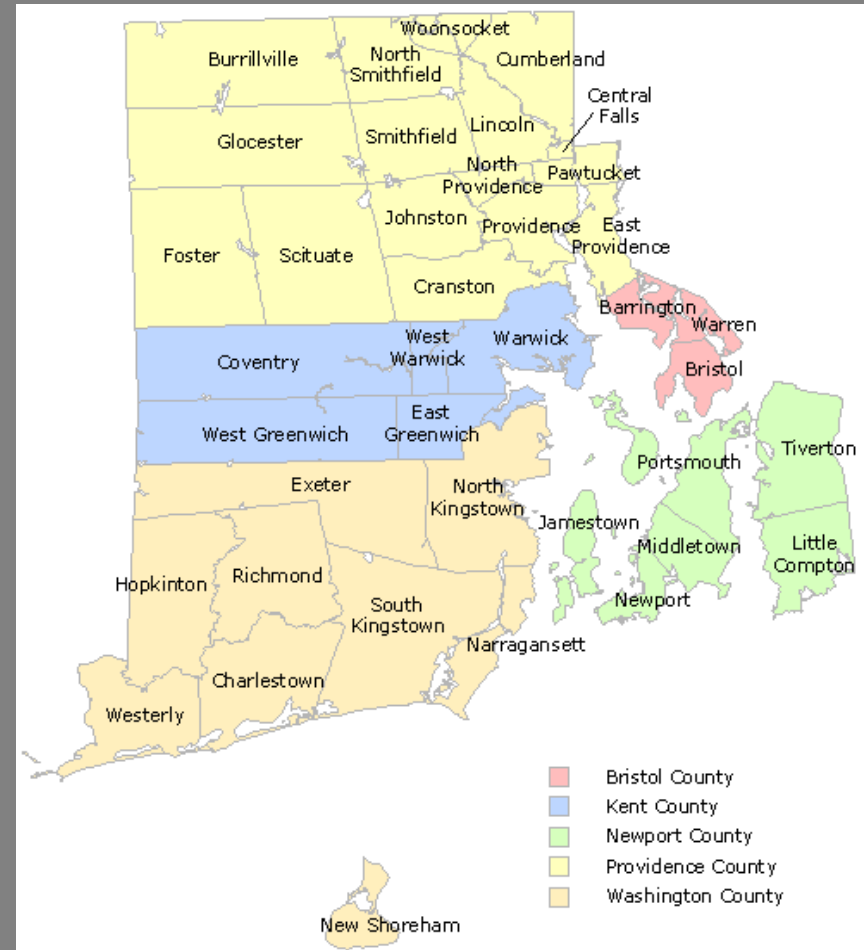 Woonsocket
Burrillville
North
Smithfield
Cumberland
Central
Falls
Glocester
Smithfield
Lincoln
North
Providence
Pawtucket
Johnston
Providence
East
Providence
Foster
Scituate
Cranston
Barrington
Warren
Bristol
Coventry
West
Warwick
Warwick
West Greenwich
East
Greenwich
Portsmouth
Tiverton
Exeter
North
Kingstown
Jamestown
Middletown
Little
Compton
Hopkinton
Richmond
South
Kingstown
Newport
Narragansett
Charlestown
Westerly
Bristol County
Kent County
Newport County
Providence County
Washington County
New Shoreham